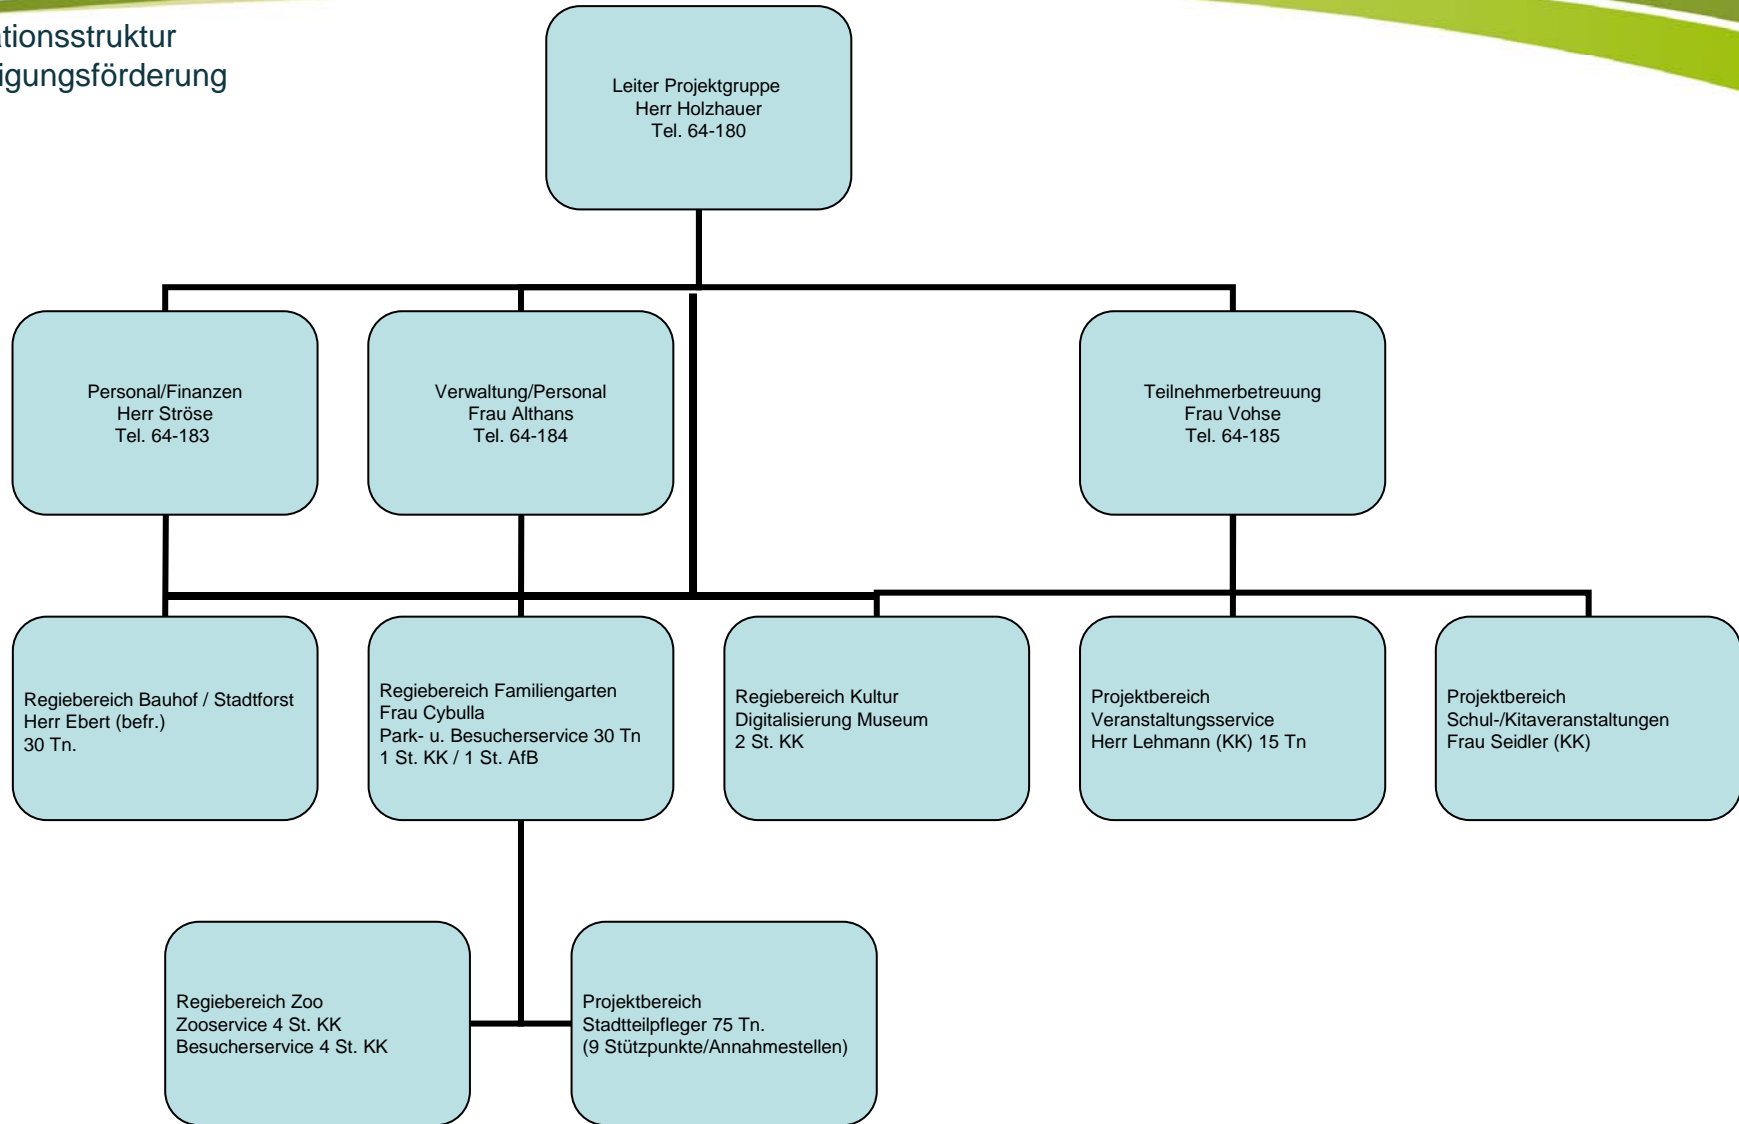 ationsstruktur
igungsförderung
Leiter Projektgruppe
Herr Holzhauer
Tel. 64-180
Personal/Finanzen
Herr Ströse
Tel. 64-183
Verwaltung/Personal
Frau Althans
Tel. 64-184
Teilnehmerbetreuung
Frau Vohse
Tel. 64-185
Regiebereich Bauhof / Stadtforst
Herr Ebert (befr.)
30 Tn.
Regiebereich Familiengarten
Frau Cybulla
Park- u. Besucherservice 30 Tn
1 St. KK / 1 St. AfB
Regiebereich Kultur
Digitalisierung Museum
2 St. KK
Projektbereich
Veranstaltungsservice
Herr Lehmann (KK) 15 Tn
Projektbereich
Schul-/Kitaveranstaltungen
Frau Seidler (KK)
Regiebereich Zoo
Zooservice 4 St. KK
Besucherservice 4 St. KK
Projektbereich
Stadtteilpfleger 75 Tn.
(9 Stützpunkte/Annahmestellen)